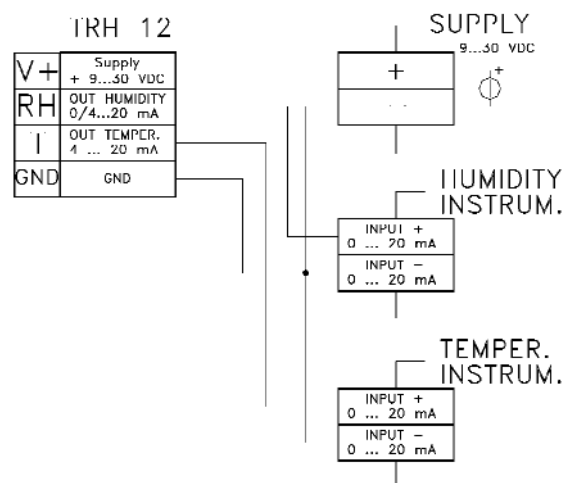 TRH 12
V+ Supply
+ 9...30 VDC
RH OUT HUMIDITY
0/4...20 mA
T OUT TEMPER.
4 ... 20 mA
GND GND
SUPPLY
9...30 VDC
+
+
HUMIDITY
INSTRUM.
INPUT +
0 ... 20 mA
INPUT -
0 ... 20 mA
TEMPER.
INSTRUM.
INPUT +
0 ... 20 mA
INPUT -
0 ... 20 mA